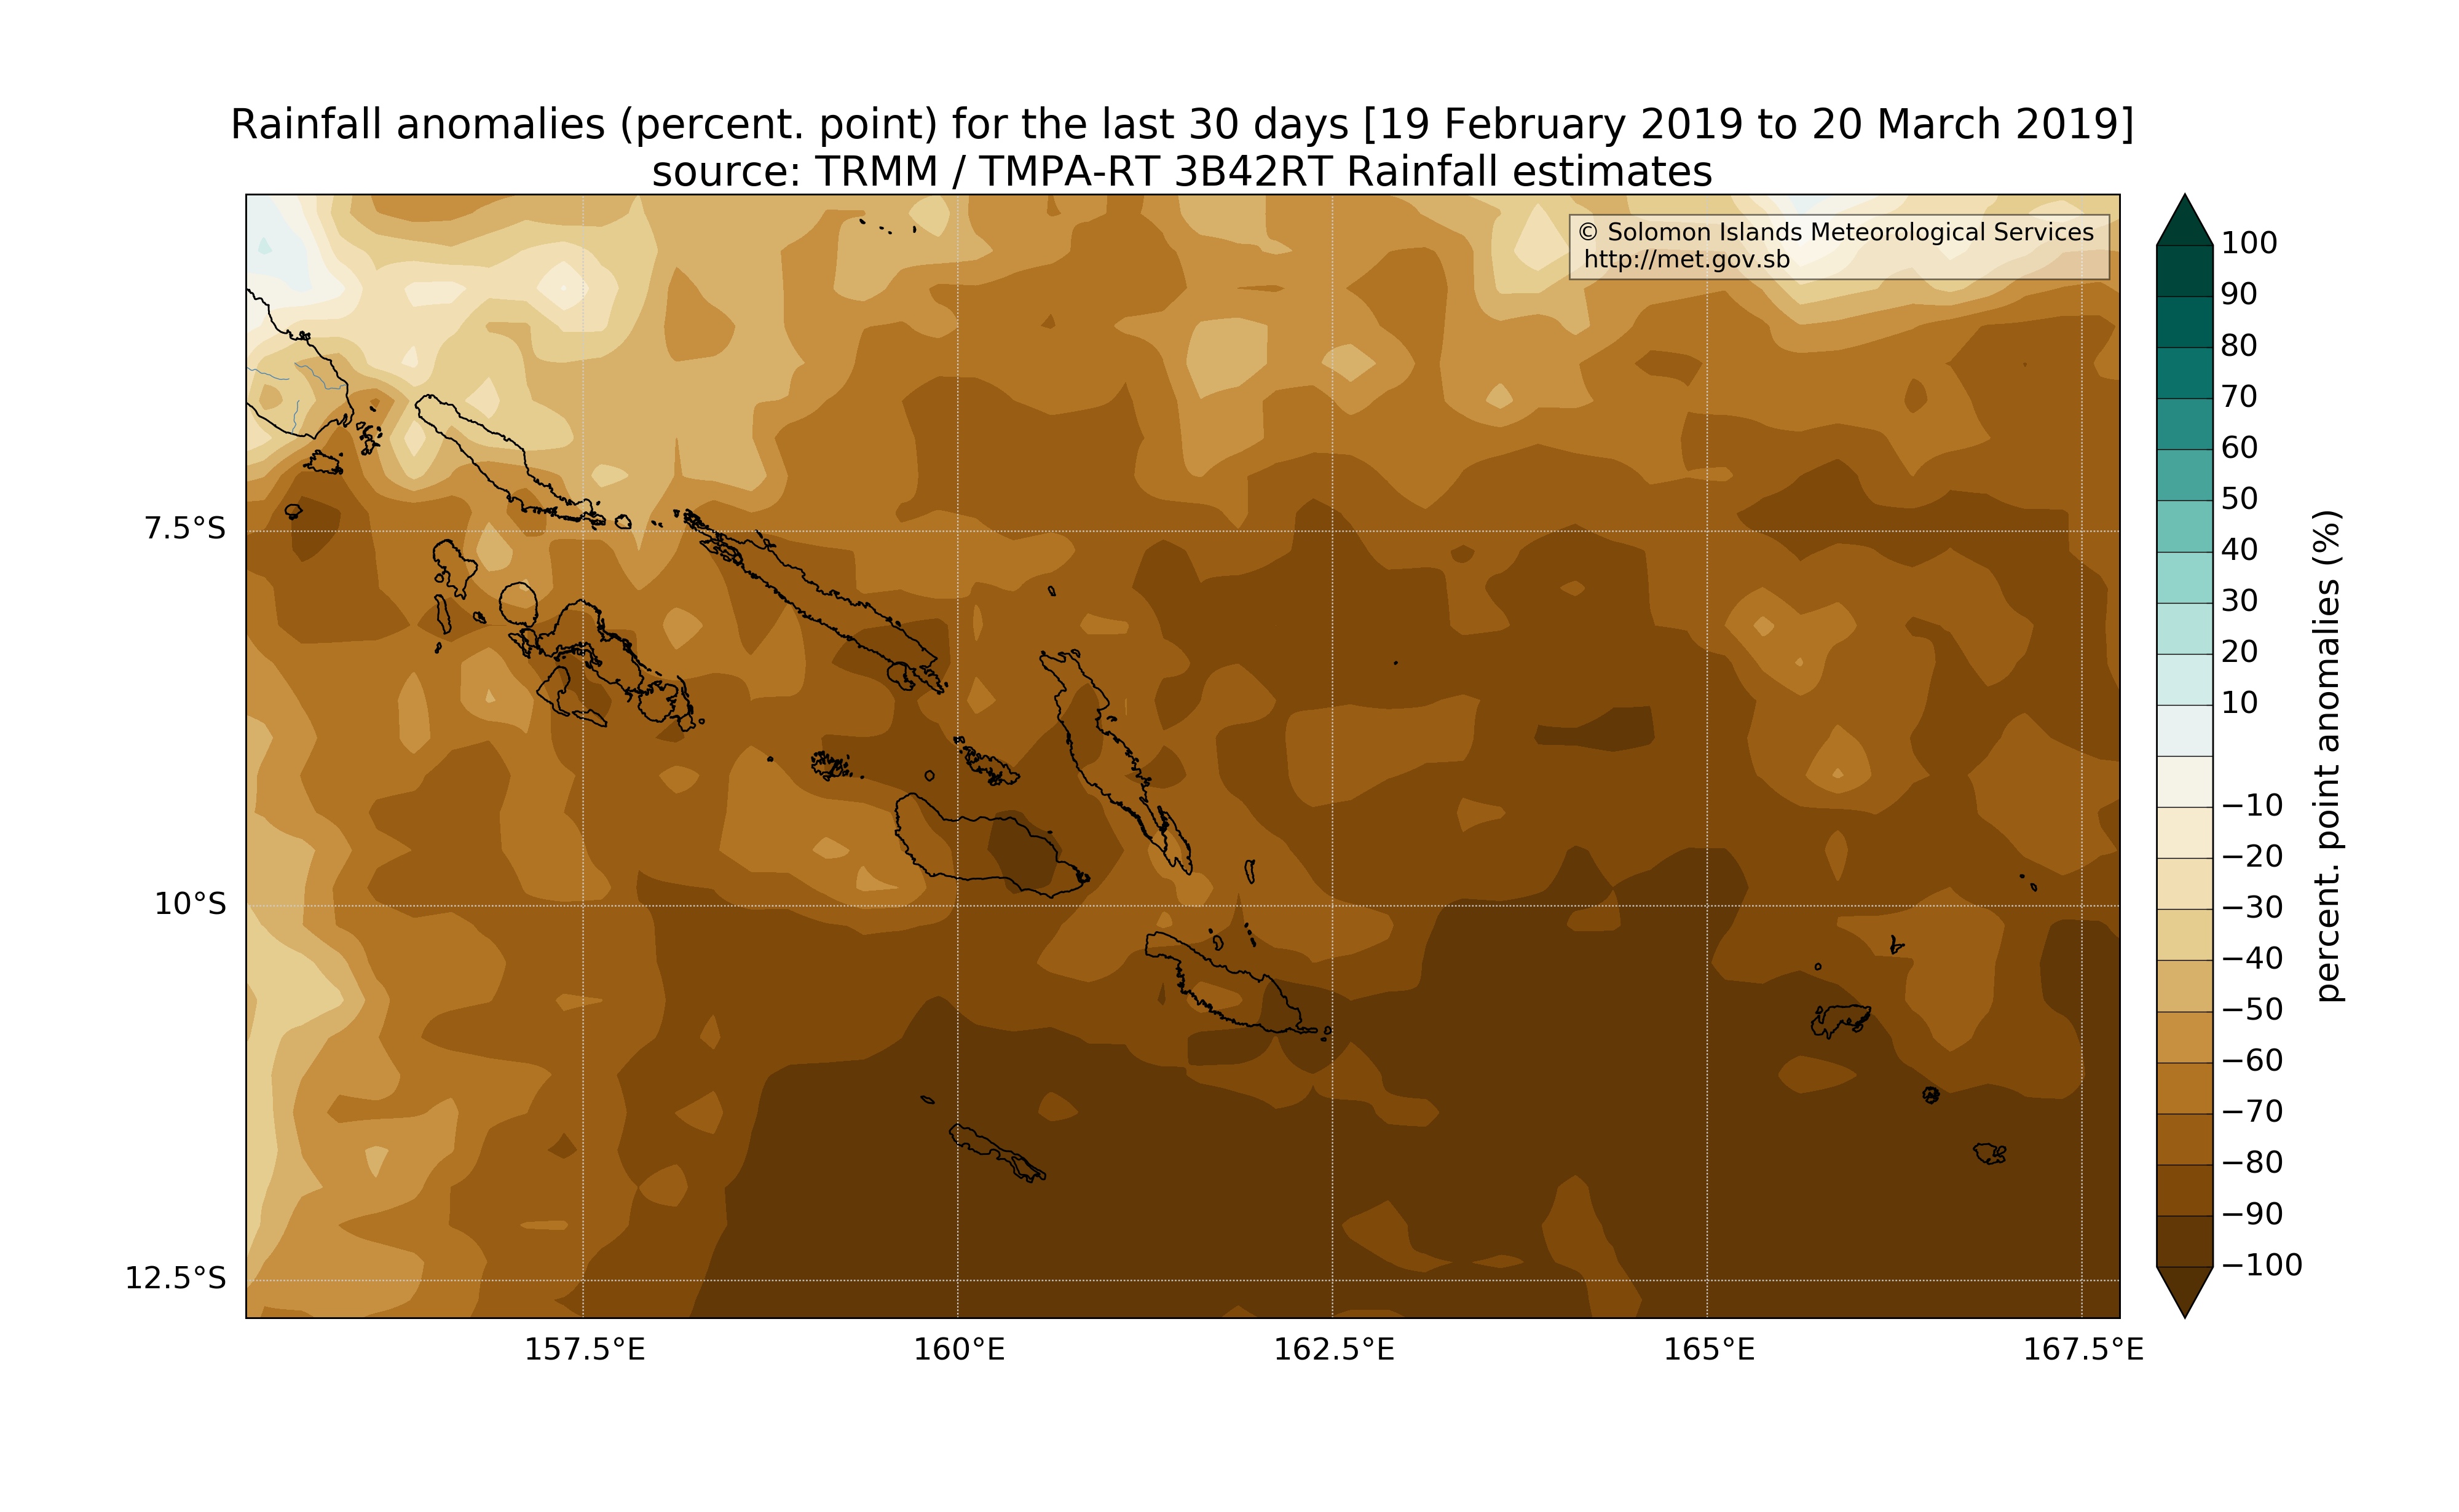 Rainfall anomalies (percent. point) for the last 30 days [19 February 2019 to 20 March 2019]
source: TRMM / TMPA-RT 3B42RT Rainfall estimates
© Solomon Islands Meteorological Services
http://met.gov.sb
7.5°S
10°S
12.5°S
157.5°E
160°E
162.5°E
165°E
167.5°E
100
90
80
70
60
50
40
30
20
10
−10
−20
−30
−40
−50
−60
−70
−80
−90
−100
percent. point anomalies (%)